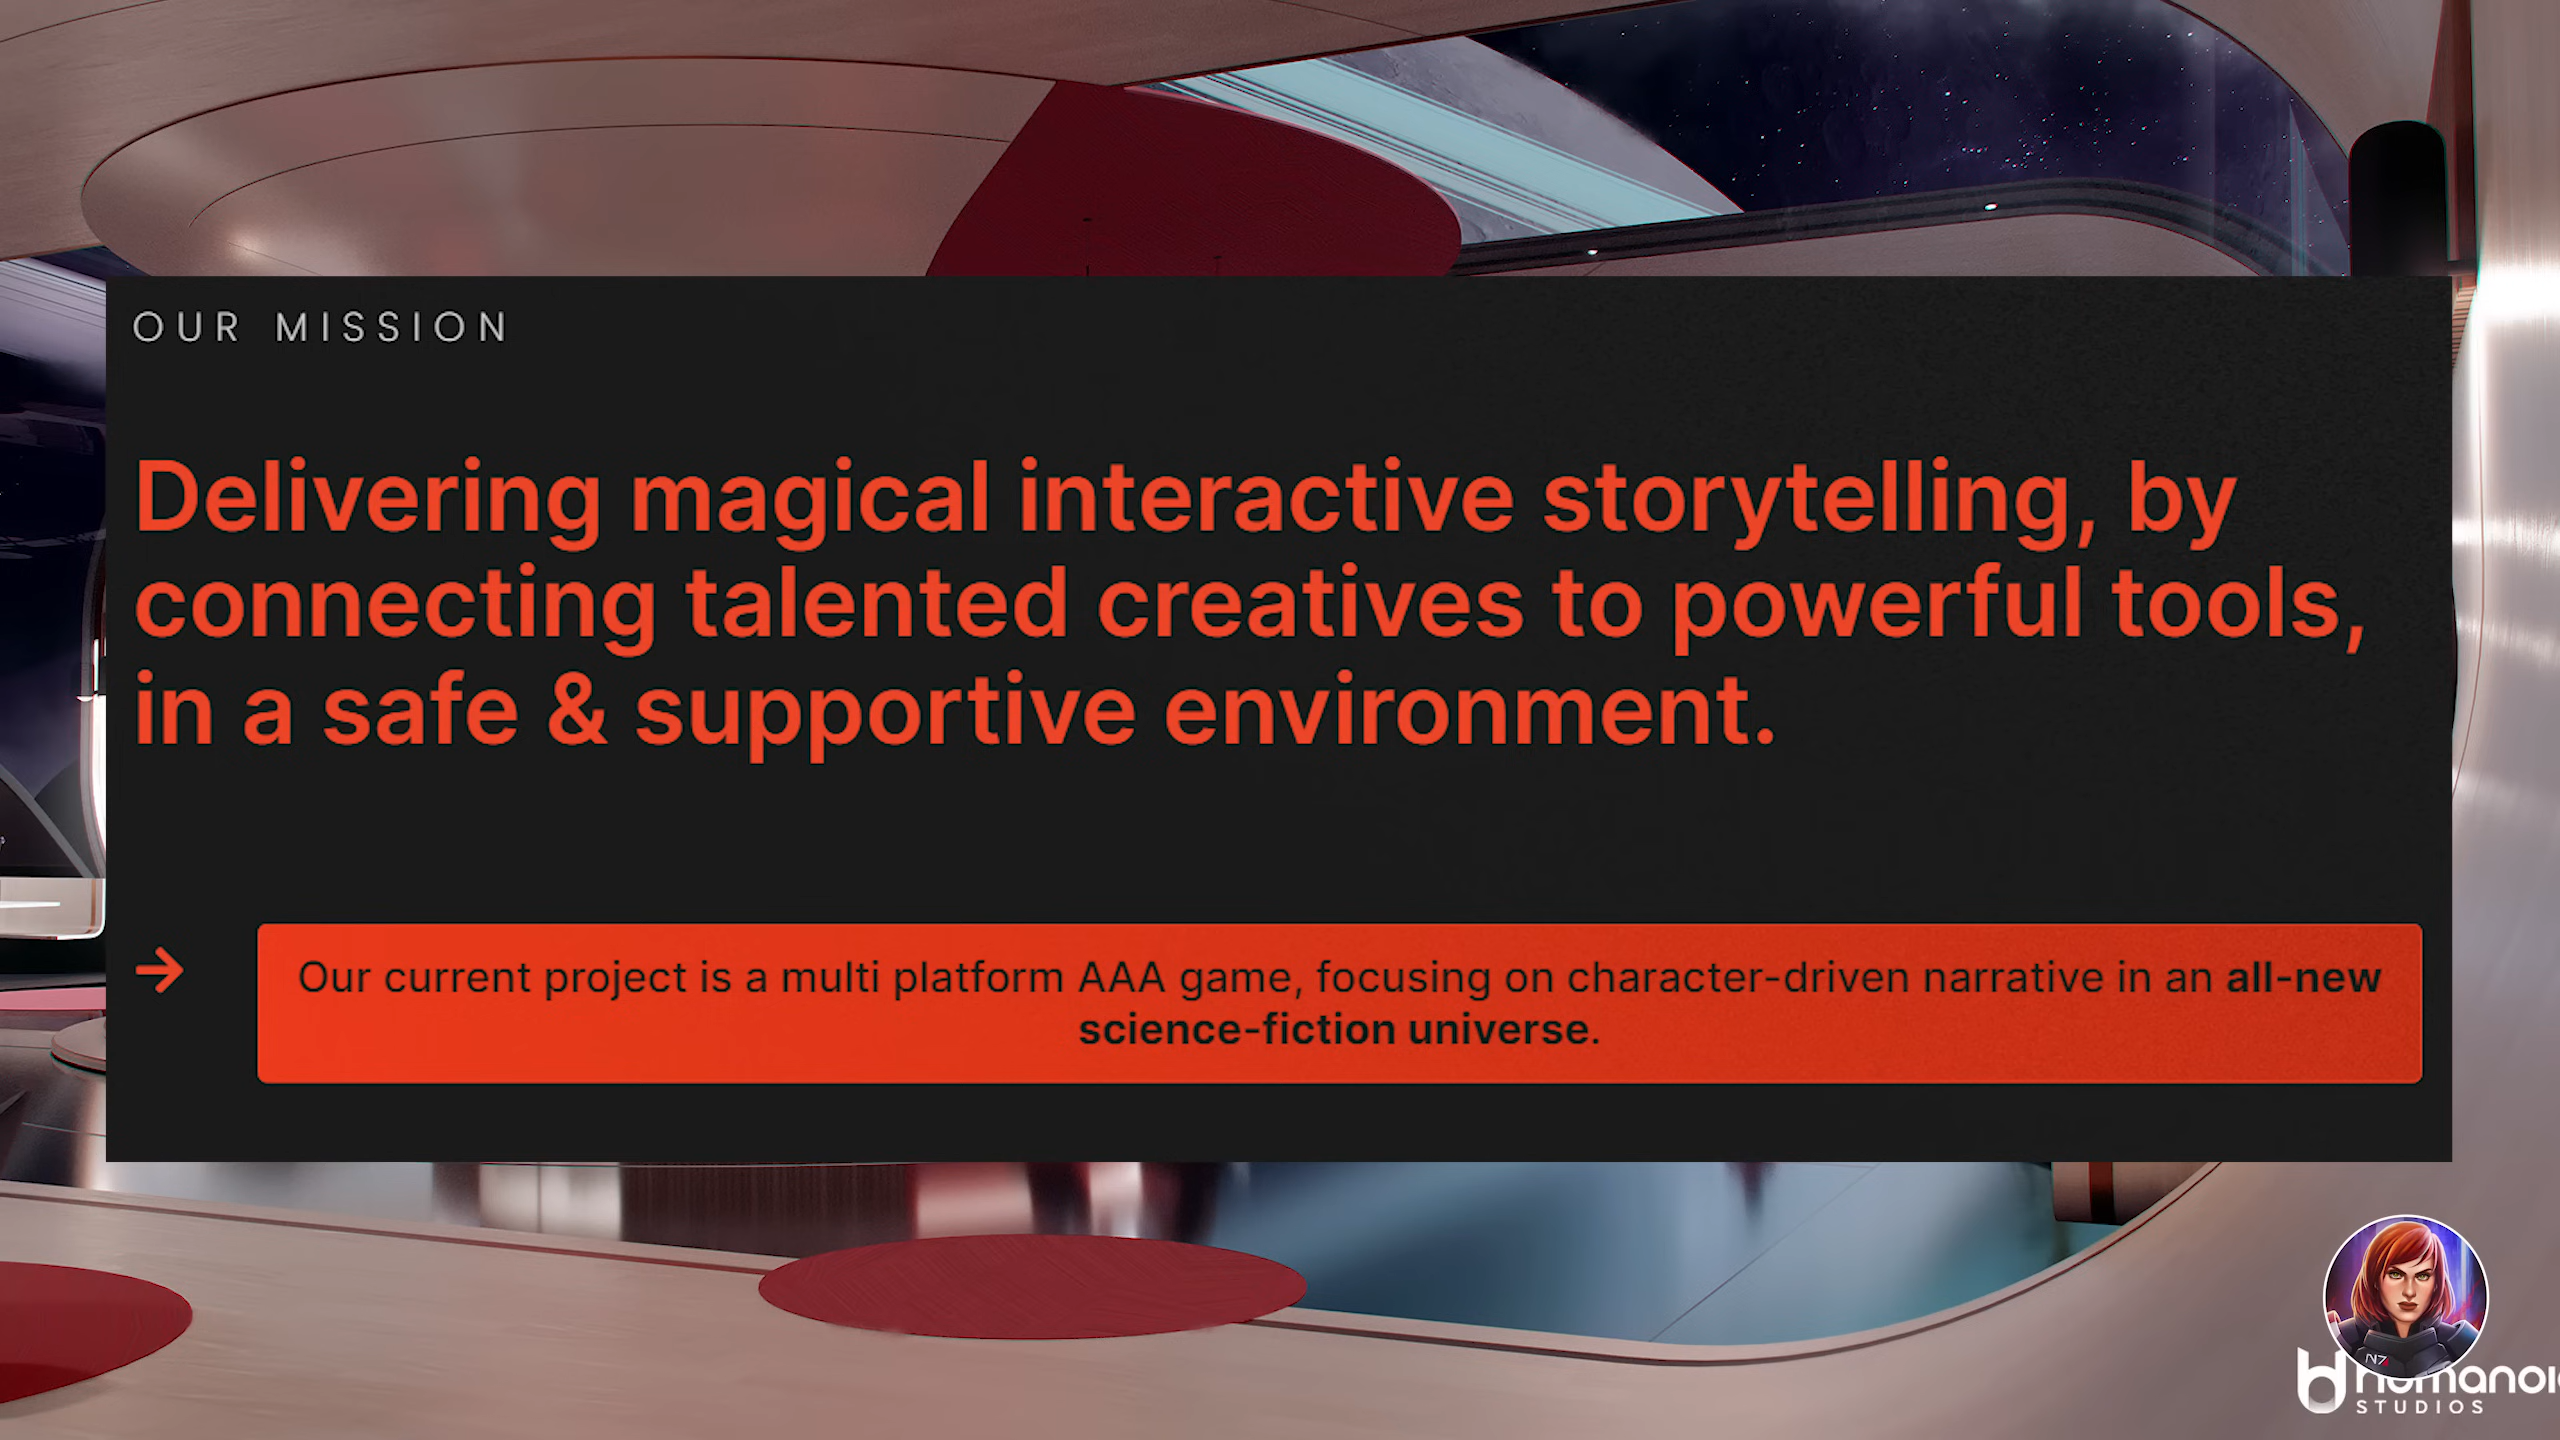 OUR MISSION
Delivering magical interactive storytelling, by
connecting talented creatives to powerful tools,
in a safe & supportive environment.
→ Our current project is a multi platform AAA game, focusing on character-driven narrative in an all-new
science-fiction universe.
N7
STUDIOS